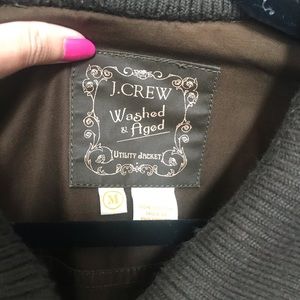 J.CREW
Washed
& Aged
UTILITY JACKET
M